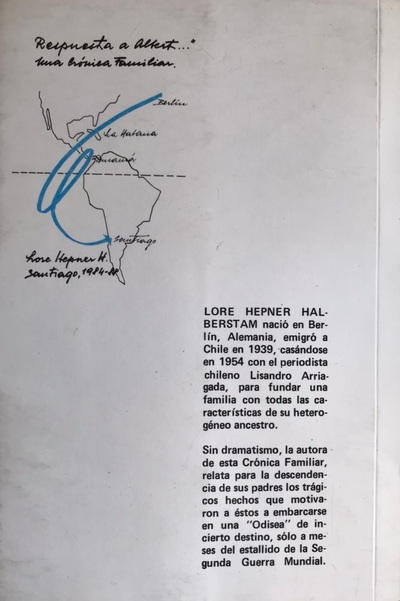 Respuesta a Albert..."
Una Crónica Familiar.
Berlin
La Habana
Panamá
Santiago
Lore Hepner H.
Santiago, 1984-88
LORE HEPNER HAL-
BERSTAM nació en Ber-
lín, Alemania, emigró a
Chile en 1939, casándose
en 1954 con el periodista
chileno Lisandro Arria-
gada, para fundar una
familia con todas las ca-
racterísticas de su hetero-
géneo ancestro.
Sin dramatismo, la autora
de esta Crónica Familiar,
relata para la descenden-
cia de sus padres los trági-
cos hechos que motiva-
ron a éstos a embarcarse
en una "Odisea" de in-
cierto destino, sólo a me-
ses del estallido de la Se-
gunda Guerra Mundial.